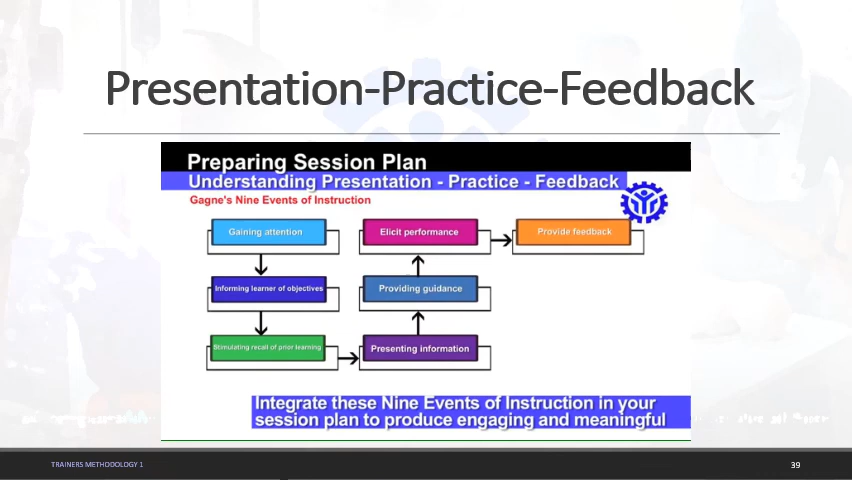 Presentation-Practice-Feedback
Preparing Session Plan
Understanding Presentation - Practice - Feedback
Gagne's Nine Events of Instruction
Gaining attention
Informing learner of objectives
Stimulating recall of prior learning
Presenting information
Providing guidance
Elicit performance
Provide feedback
Integrate these Nine Events of Instruction in your
session plan to produce engaging and meaningful
TRAINERS METHODOLOGY 1
39